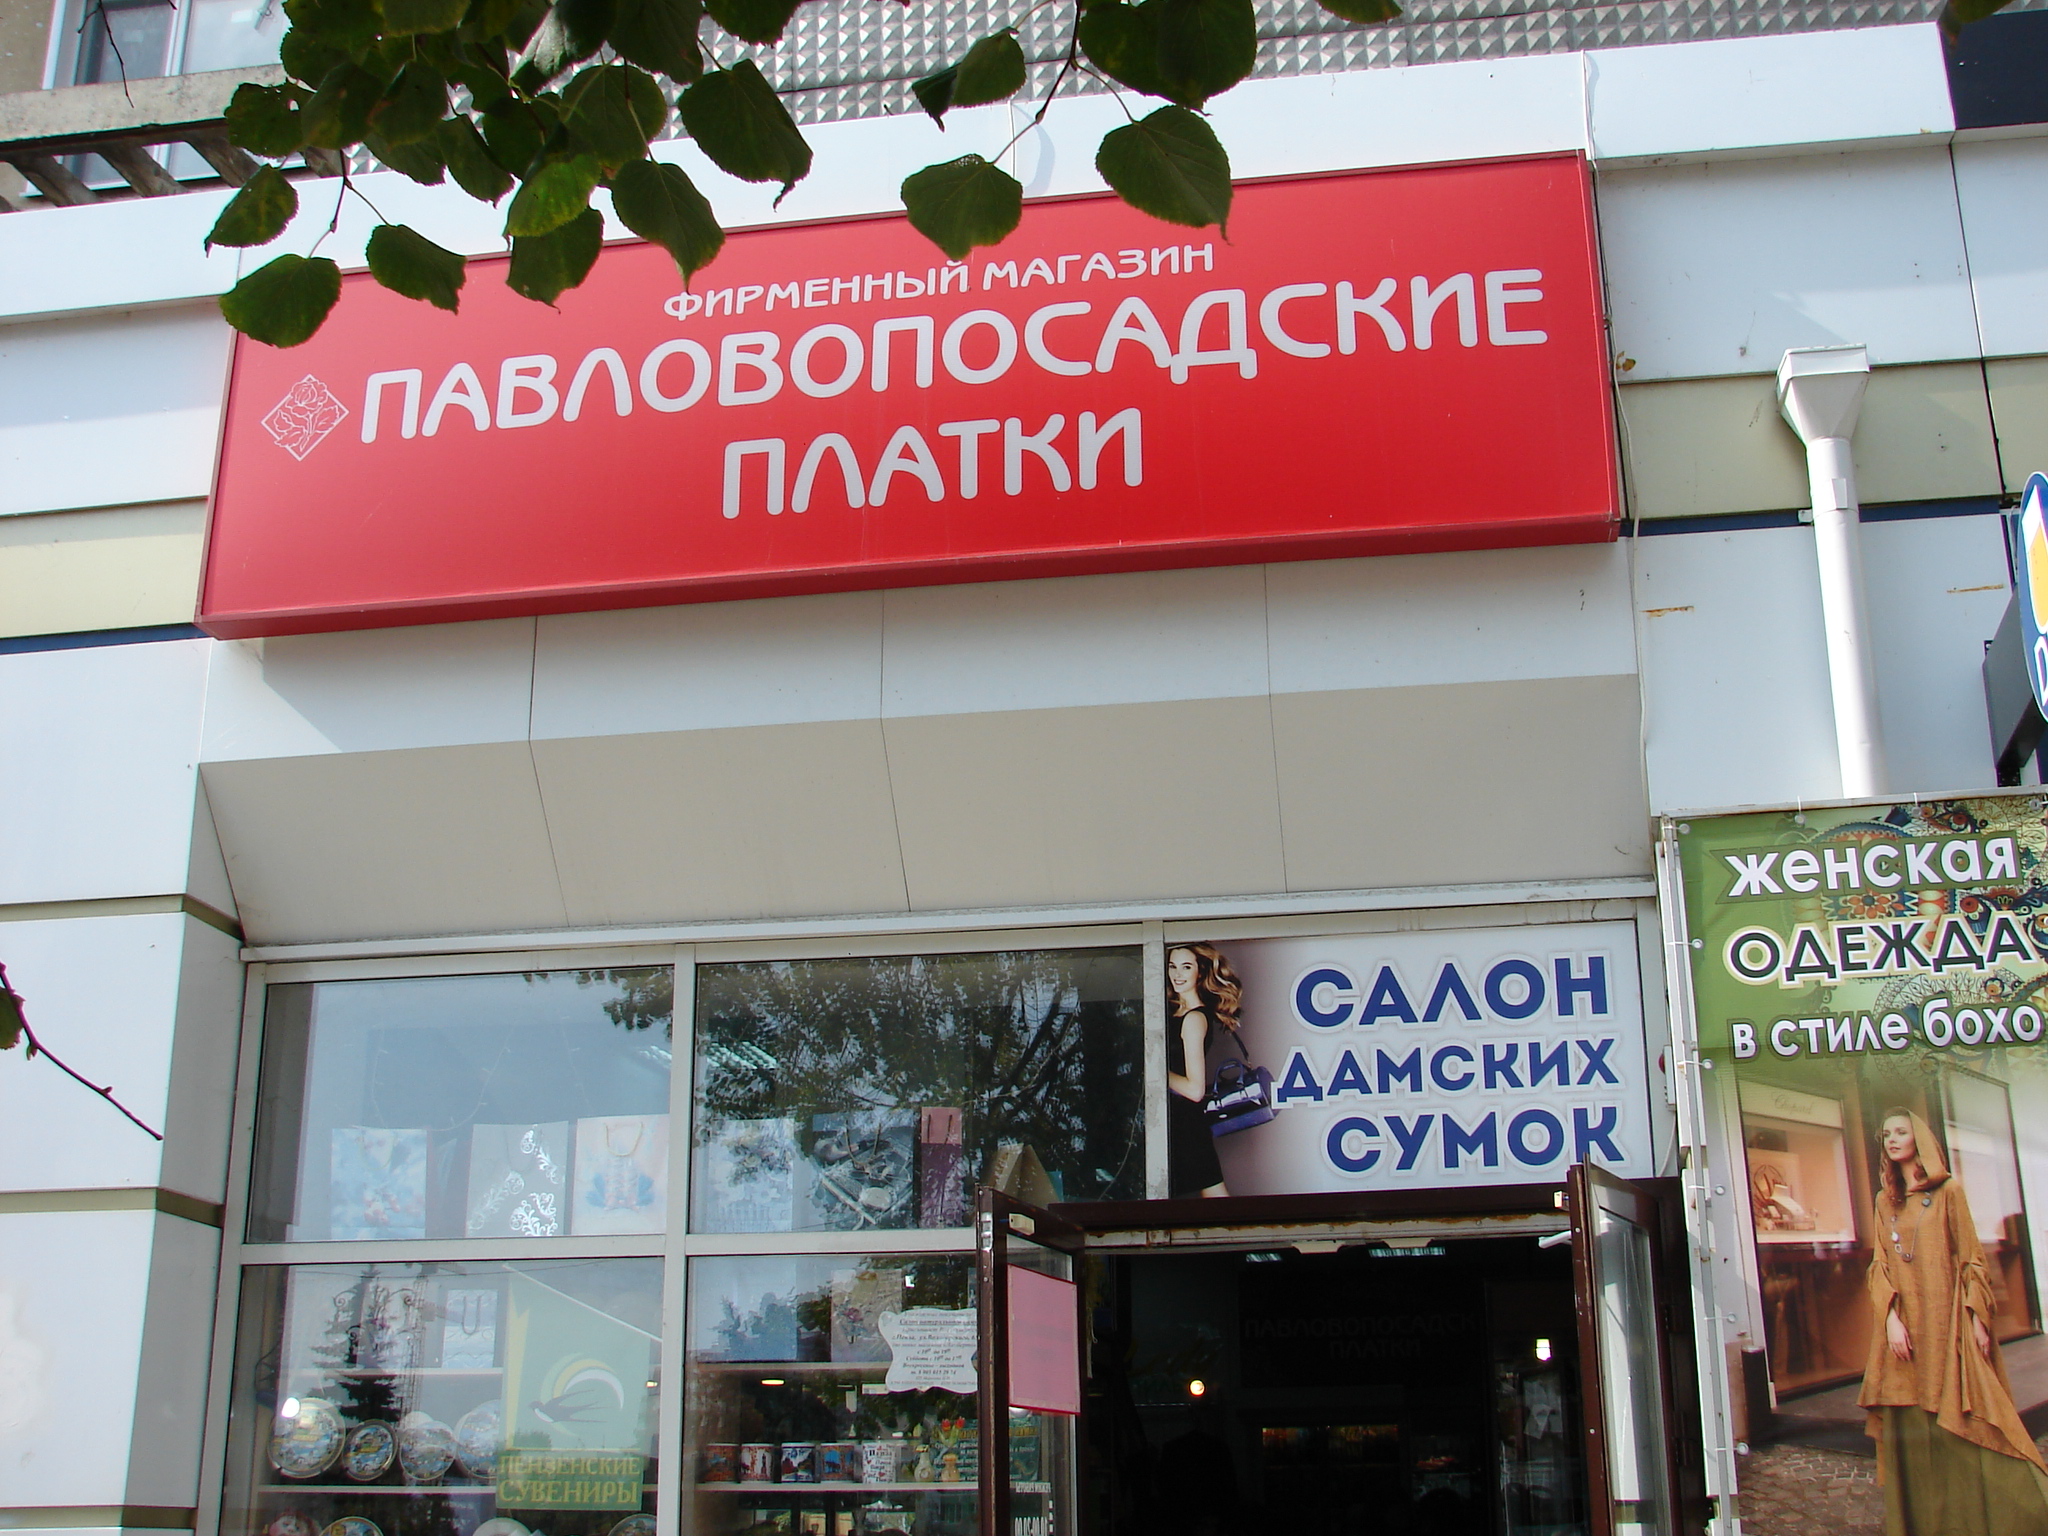 ФИРМЕННЫЙ МАГАЗИН
ПАВЛОВОПОСАДСКИЕ
ПЛАТКИ
САЛОН
ДАМСКИХ
СУМОК
ЖЕНСКАЯ
ОДЕЖДА
В СТИЛЕ БОХО
ПЕНЗЕНСКИЕ
СУВЕНИРЫ